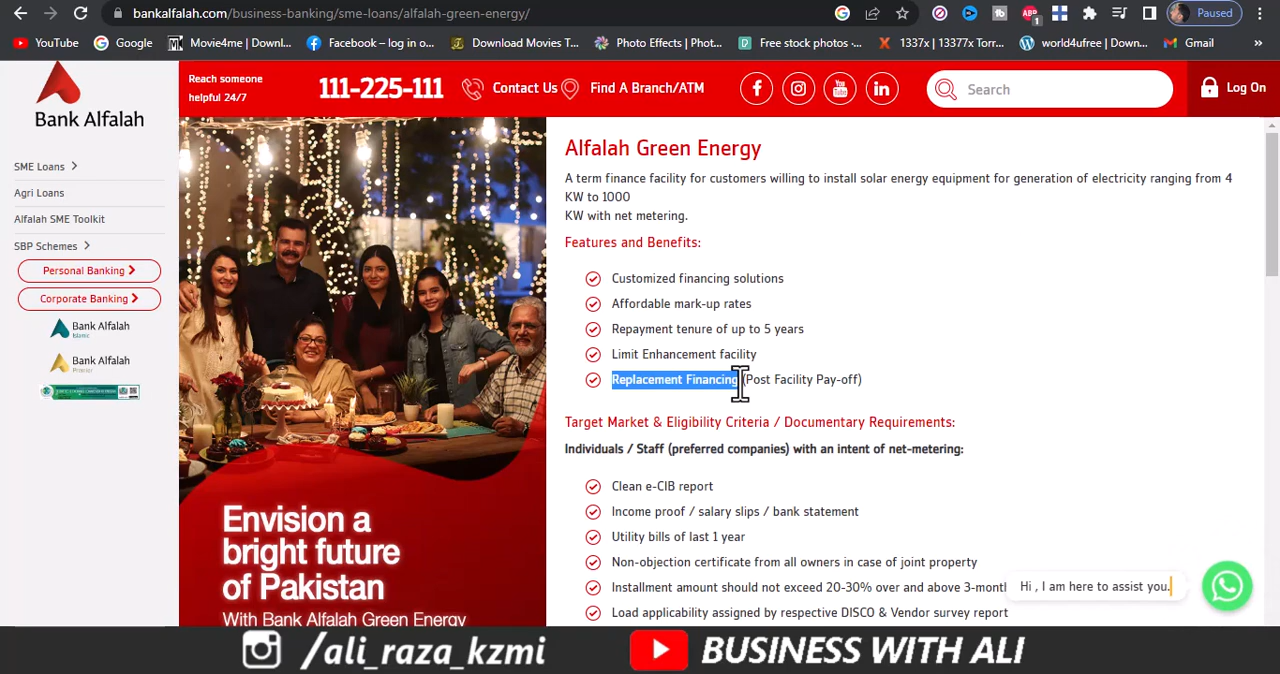 bankalfalah.com/business-banking/sme-loans/alfalah-green-energy/
Paused
YouTube
Google
Movie4me | Downl...
Facebook – log in o...
Download Movies T...
Photo Effects | Phot...
Free stock photos ·...
1337x | 13377x Torr...
world4ufree | Down...
Gmail
»
Bank Alfalah
Reach someone
helpful 24/7
111-225-111
Contact Us
Find A Branch/ATM
Search
Log On
SME Loans
Agri Loans
Alfalah SME Toolkit
SBP Schemes
Personal Banking
Corporate Banking
Bank Alfalah
Islamic
Bank Alfalah
Premier
Envision a
bright future
of Pakistan
With Bank Alfalah Green Energy
Alfalah Green Energy
A term finance facility for customers willing to install solar energy equipment for generation of electricity ranging from 4
KW to 1000
KW with net metering.
Features and Benefits:
Customized financing solutions
Affordable mark-up rates
Repayment tenure of up to 5 years
Limit Enhancement facility
Replacement Financing (Post Facility Pay-off)
Target Market & Eligibility Criteria / Documentary Requirements:
Individuals / Staff (preferred companies) with an intent of net-metering:
Clean e-CIB report
Income proof / salary slips / bank statement
Utility bills of last 1 year
Non-objection certificate from all owners in case of joint property
Installment amount should not exceed 20-30% over and above 3-montl
Load applicability assigned by respective DISCO & Vendor survey report
Hi , I am here to assist you.
/ali_raza_kzmi
BUSINESS WITH ALI